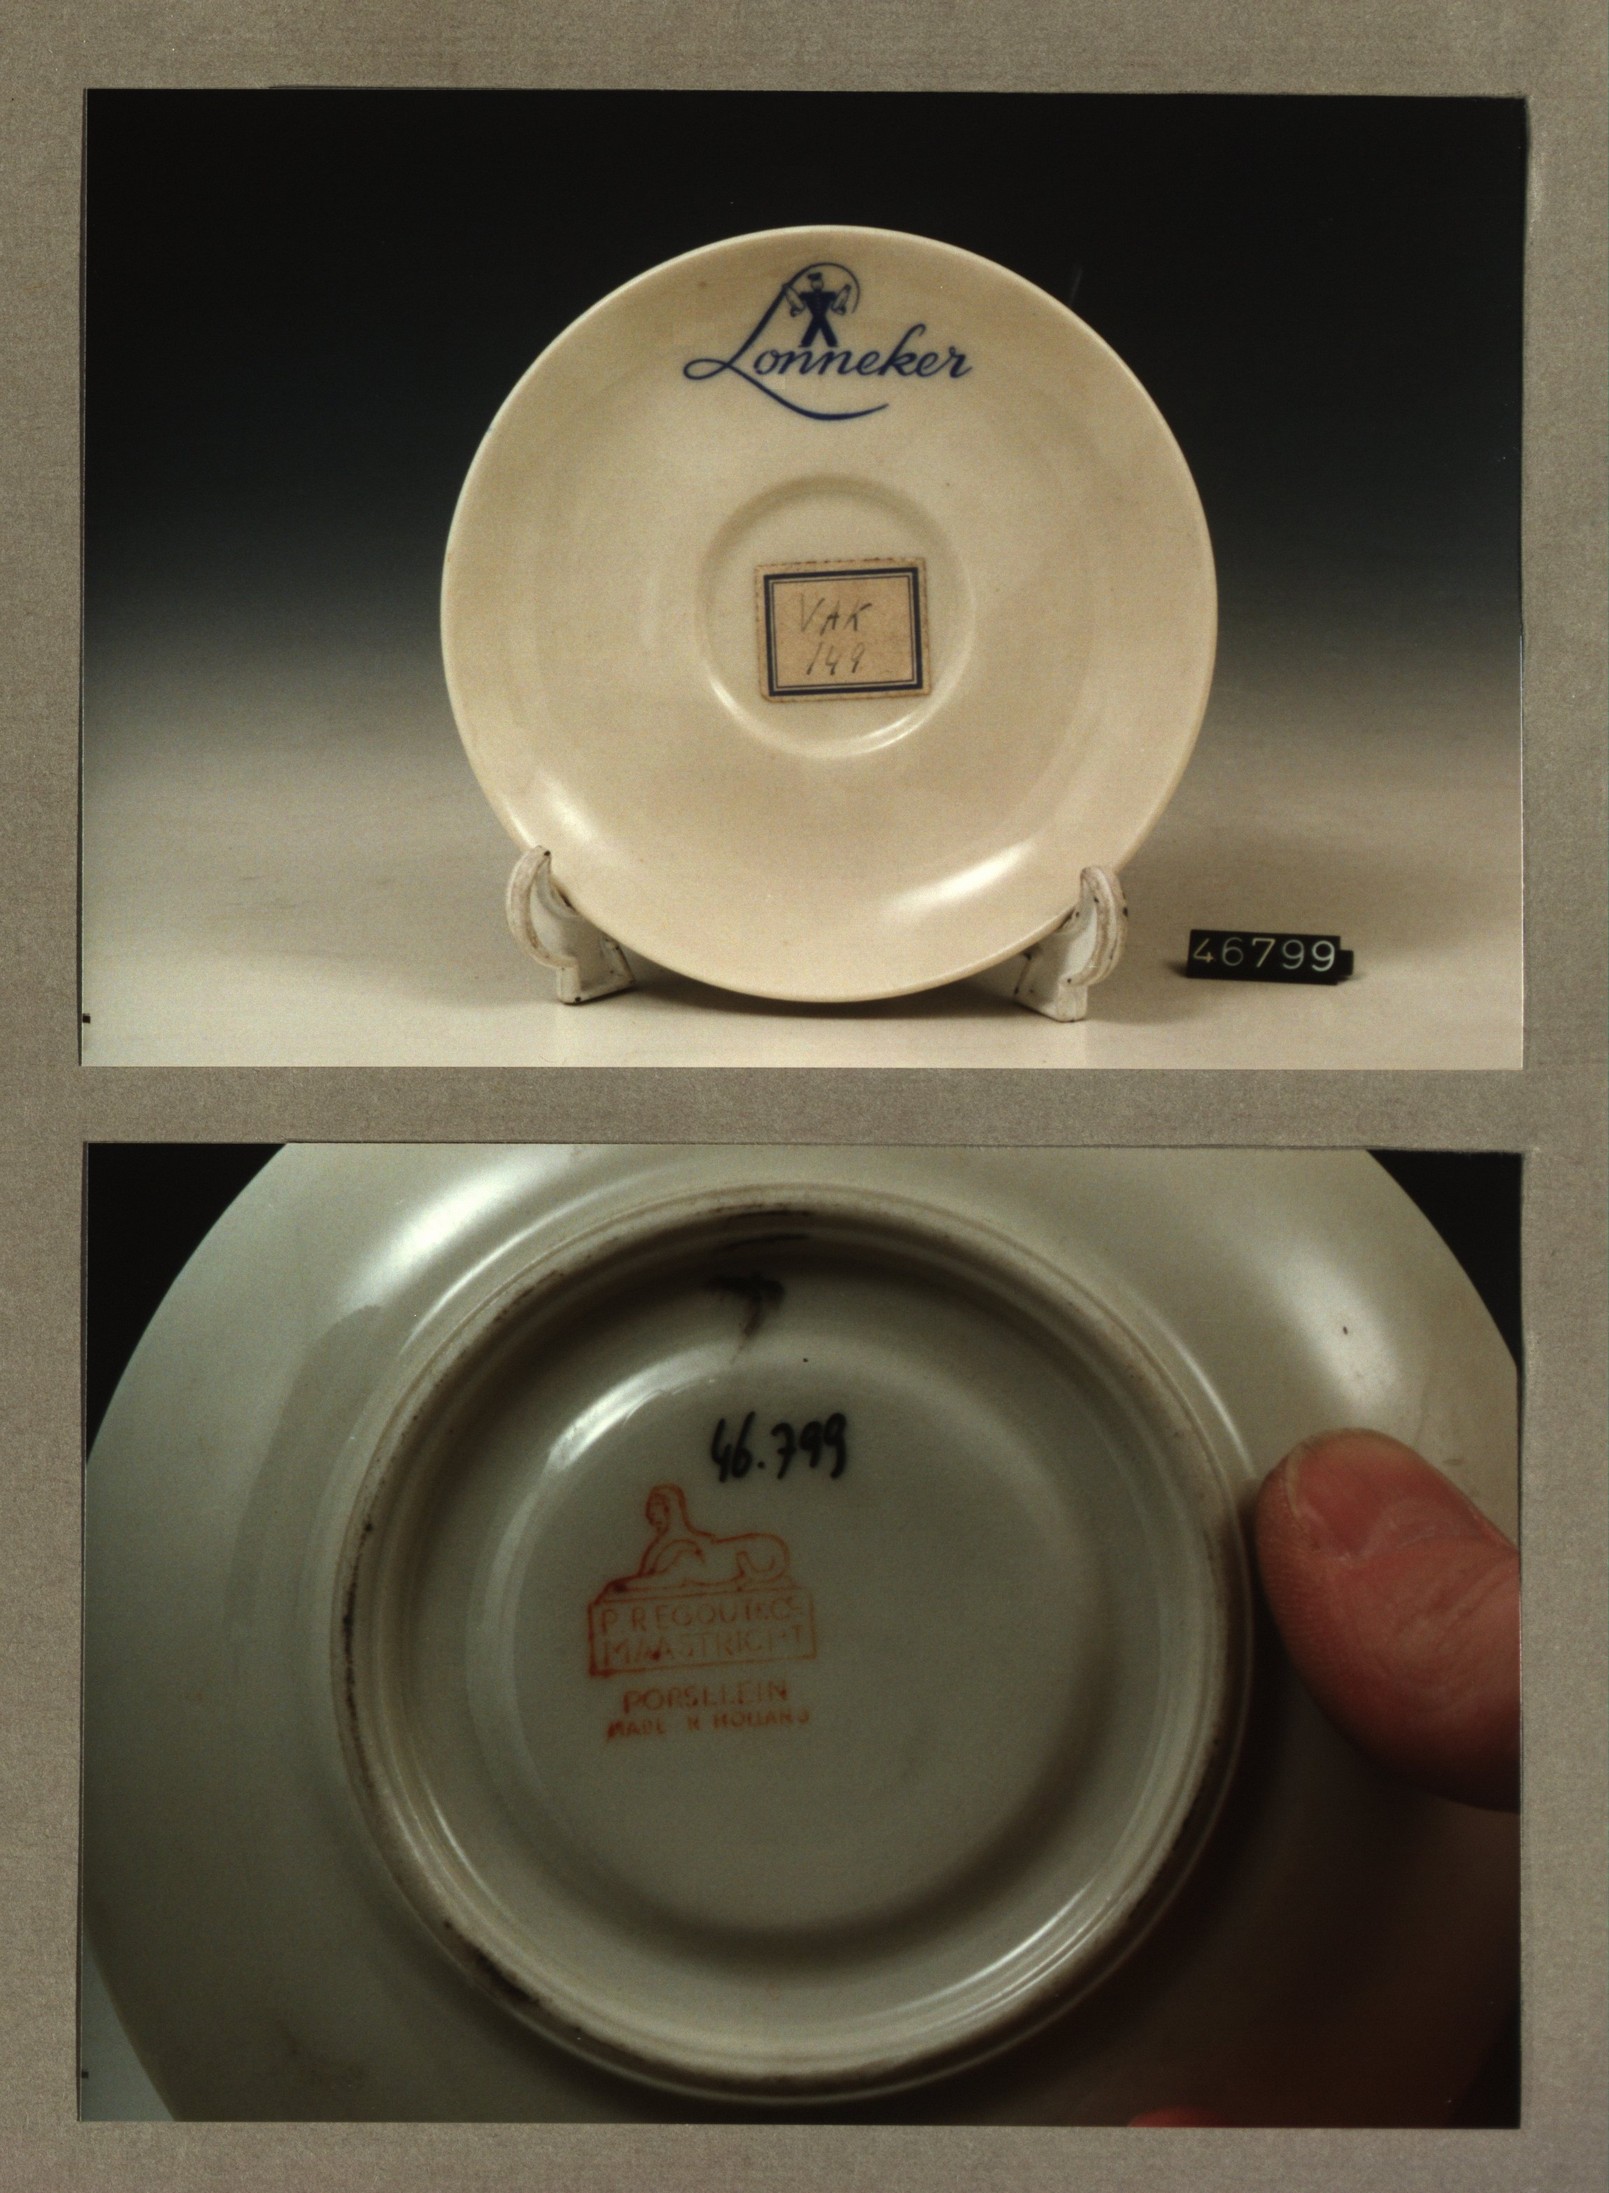 Lonneker
VAK
149
46799
46.799
P. REGOUT & Co
MAASTRICHT
PORSELEIN
MADE IN HOLLAND